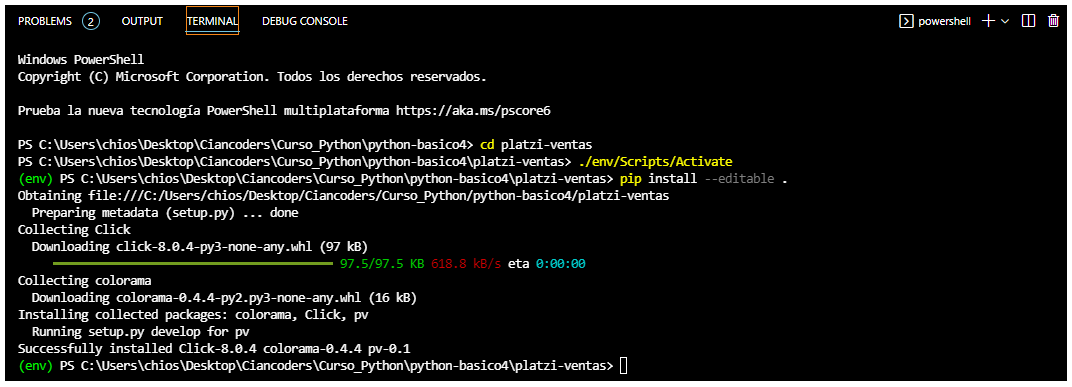 PROBLEMS 2 OUTPUT TERMINAL DEBUG CONSOLE powershell
Windows PowerShell
Copyright (C) Microsoft Corporation. Todos los derechos reservados.
Prueba la nueva tecnología PowerShell multiplataforma https://aka.ms/pscore6
PS C:\Users\chios\Desktop\Ciancoders\Curso_Python\python-basico4> cd platzi-ventas
PS C:\Users\chios\Desktop\Ciancoders\Curso_Python\python-basico4\platzi-ventas> ./env/Scripts/Activate
(env) PS C:\Users\chios\Desktop\Ciancoders\Curso_Python\python-basico4\platzi-ventas> pip install --editable .
Obtaining file:///C:/Users/chios/Desktop/Ciancoders/Curso_Python/python-basico4/platzi-ventas
  Preparing metadata (setup.py) ... done
Collecting Click
  Downloading click-8.0.4-py3-none-any.whl (97 kB)
     97.5/97.5 KB 618.8 kB/s eta 0:00:00
Collecting colorama
  Downloading colorama-0.4.4-py2.py3-none-any.whl (16 kB)
Installing collected packages: colorama, Click, pv
  Running setup.py develop for pv
Successfully installed Click-8.0.4 colorama-0.4.4 pv-0.1
(env) PS C:\Users\chios\Desktop\Ciancoders\Curso_Python\python-basico4\platzi-ventas>